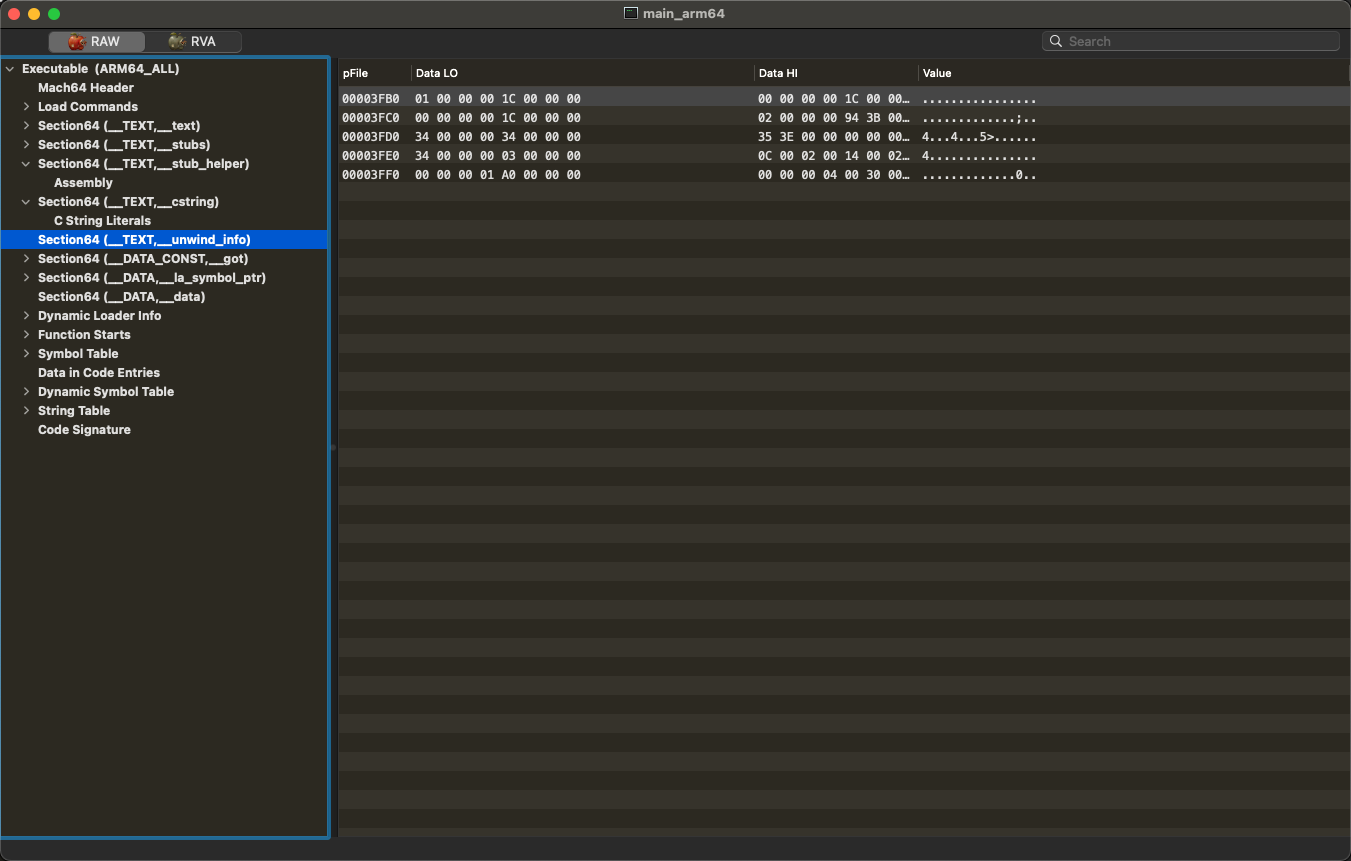 main_arm64
RAW RVA Search
Executable (ARM64_ALL)
Mach64 Header
Load Commands
Section64 (__TEXT,__text)
Section64 (__TEXT,__stubs)
Section64 (__TEXT,__stub_helper)
Assembly
Section64 (__TEXT,__cstring)
C String Literals
Section64 (__TEXT,__unwind_info)
Section64 (__DATA_CONST,__got)
Section64 (__DATA,__la_symbol_ptr)
Section64 (__DATA,__data)
Dynamic Loader Info
Function Starts
Symbol Table
Data in Code Entries
Dynamic Symbol Table
String Table
Code Signature
pFile Data LO Data HI Value
00003FB0 01 00 00 00 1C 00 00 00 00 00 00 00 1C 00 00… ................
00003FC0 00 00 00 00 1C 00 00 00 02 00 00 00 94 3B 00… .............;..
00003FD0 34 00 00 00 34 00 00 00 35 3E 00 00 00 00 00… 4...4...5>......
00003FE0 34 00 00 00 03 00 00 00 0C 00 02 00 14 00 02… 4...............
00003FF0 00 00 00 01 A0 00 00 00 00 00 00 04 00 30 00… .............0..